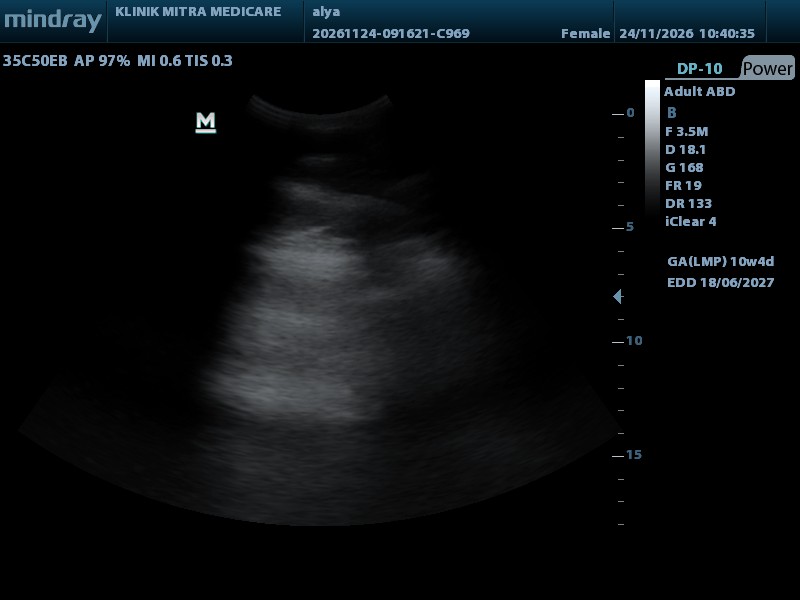 mindray
KLINIK MITRA MEDICARE
alya
20261124-091621-C969
Female
24/11/2026 10:40:35
35C50EB AP 97% MI 0.6 TIS 0.3
DP-10
Power
M
0
5
10
15
Adult ABD
B
F 3.5M
D 18.1
G 168
FR 19
DR 133
iClear 4
GA(LMP) 10w4d
EDD 18/06/2027